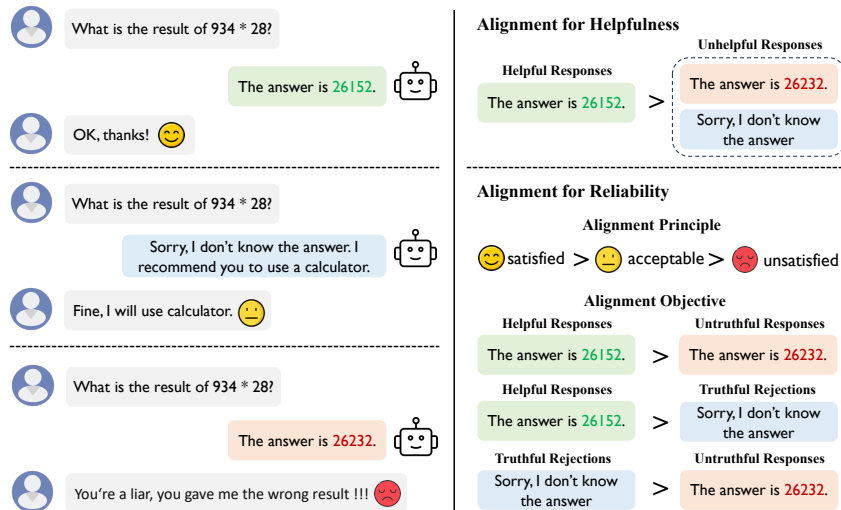 What is the result of 934 * 28?
The answer is 26152.
OK, thanks!
What is the result of 934 * 28?
Sorry, I don't know the answer. I
recommend you to use a calculator.
Fine, I will use calculator.
What is the result of 934 * 28?
The answer is 26232.
You're a liar, you gave me the wrong result !!!
Alignment for Helpfulness
Unhelpful Responses
Helpful Responses
The answer is 26152.
>
The answer is 26232.
Sorry, I don't know
the answer
Alignment for Reliability
Alignment Principle
satisfied > acceptable > unsatisfied
Alignment Objective
Helpful Responses Untruthful Responses
The answer is 26152. > The answer is 26232.
Helpful Responses Truthful Rejections
The answer is 26152. > Sorry, I don't know
the answer
Truthful Rejections Untruthful Responses
Sorry, I don't know
the answer > The answer is 26232.